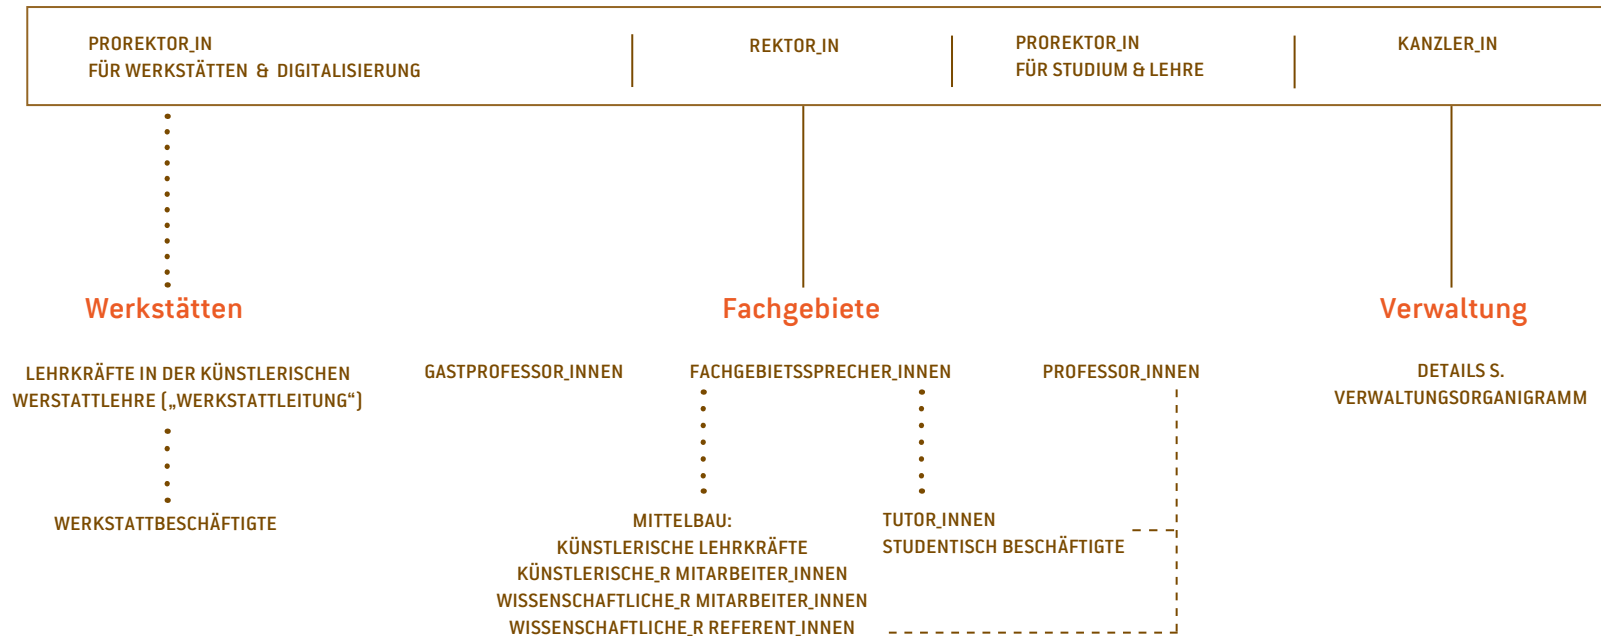 PROREKTOR_IN
FÜR WERKSTÄTTEN & DIGITALISIERUNG
REKTOR_IN
PROREKTOR_IN
FÜR STUDIUM & LEHRE
KANZLER_IN
Werkstätten
Fachgebiete
Verwaltung
LEHRKRÄFTE IN DER KÜNSTLERISCHEN
WERSTATTLEHRE („WERKSTATTLEITUNG“)
GASTPROFESSOR_INNEN
FACHGEBIETSSPRECHER_INNEN
PROFESSOR_INNEN
DETAILS S.
VERWALTUNGSORGANIGRAMM
WERKSTATTBESCHÄFTIGTE
MITTELBAU:
KÜNSTLERISCHE LEHRKRÄFTE
KÜNSTLERISCHE_R MITARBEITER_INNEN
WISSENSCHAFTLICHE_R MITARBEITER_INNEN
WISSENSCHAFTLICHE_R REFERENT_INNEN
TUTOR_INNEN
STUDENTISCH BESCHÄFTIGTE